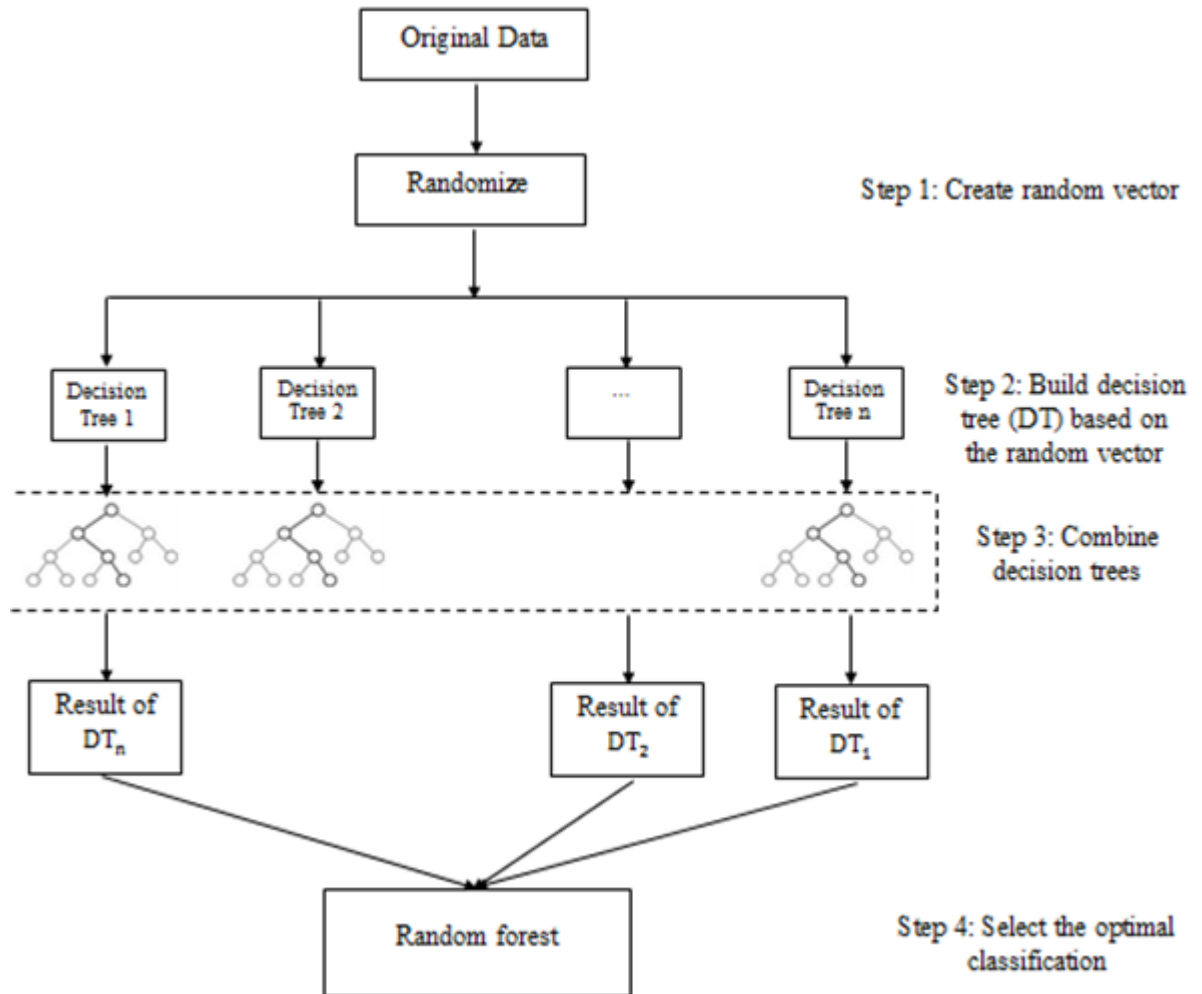 Original Data
Randomize
Step 1: Create random vector
Decision
Tree 1
Decision
Tree 2
...
Decision
Tree n
Step 2: Build decision
tree (DT) based on
the random vector
Step 3: Combine
decision trees
Result of
DTn
Result of
DT2
Result of
DT1
Random forest
Step 4: Select the optimal
classification